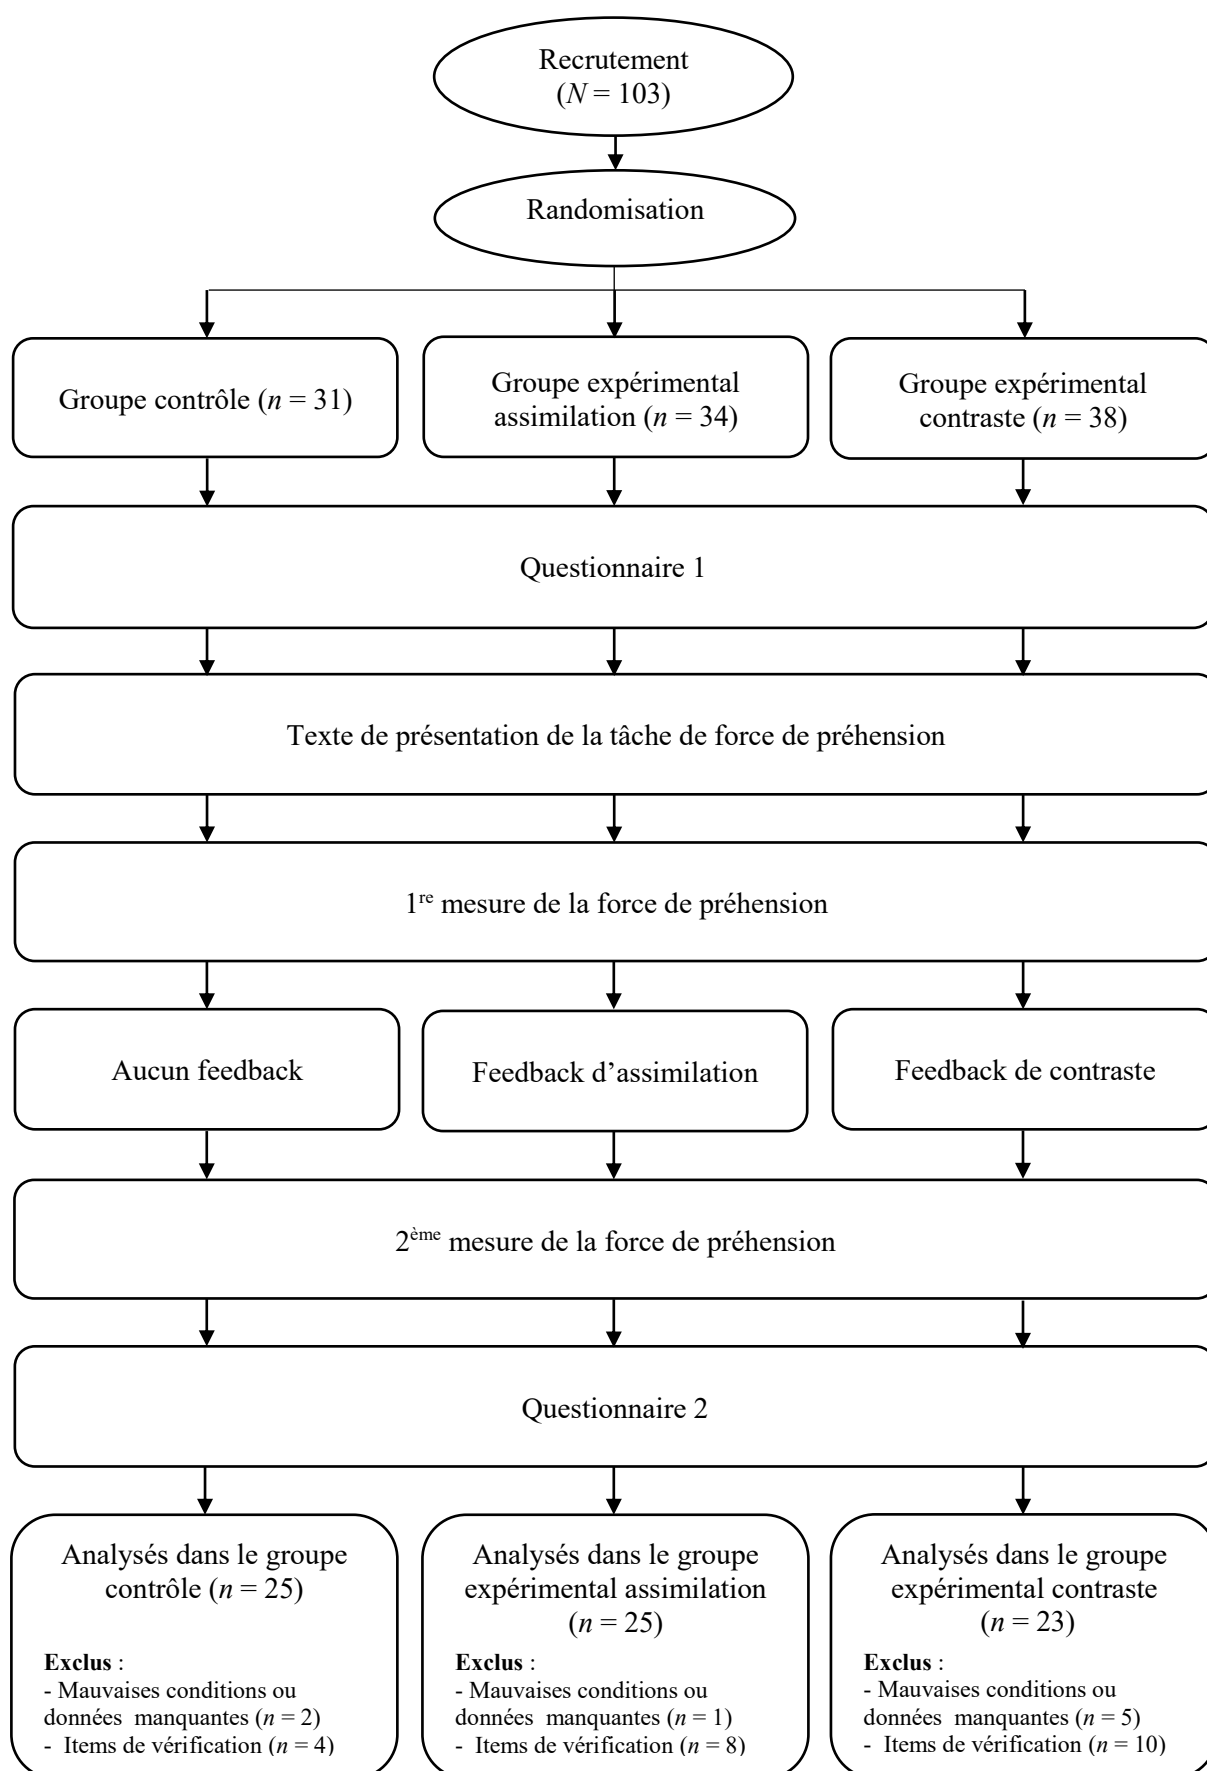 Recrutement
(N = 103)
Randomisation
Groupe contrôle (n = 31)
Groupe expérimental
assimilation (n = 34)
Groupe expérimental
contraste (n = 38)
Questionnaire 1
Texte de présentation de la tâche de force de préhension
1re mesure de la force de préhension
Aucun feedback
Feedback d’assimilation
Feedback de contraste
2ème mesure de la force de préhension
Questionnaire 2
Analysés dans le groupe
contrôle (n = 25)
Exclus :
- Mauvaises conditions ou
données manquantes (n = 2)
- Items de vérification (n = 4)
Analysés dans le groupe
expérimental assimilation
(n = 25)
Exclus :
- Mauvaises conditions ou
données manquantes (n = 1)
- Items de vérification (n = 8)
Analysés dans le groupe
expérimental contraste
(n = 23)
Exclus :
- Mauvaises conditions ou
données manquantes (n = 5)
- Items de vérification (n = 10)